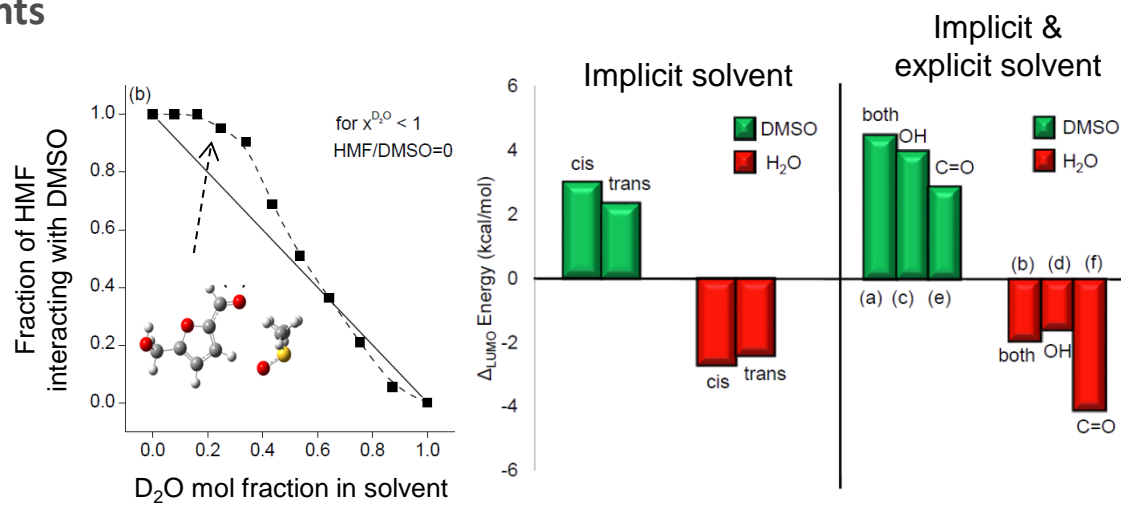 nts
(b)
for x^D₂O < 1
HMF/DMSO=0
Fraction of HMF
interacting with DMSO
1.0
0.8
0.6
0.4
0.2
0.0
0.0 0.2 0.4 0.6 0.8 1.0
D₂O mol fraction in solvent
Implicit solvent
Implicit &
explicit solvent
Δ_LUMO Energy (kcal/mol)
6
4
2
0
-2
-4
-6
cis
trans
DMSO
H₂O
cis
trans
both
OH
C=O
DMSO
H₂O
(a) (c) (e)
(b) (d) (f)
both
OH
C=O